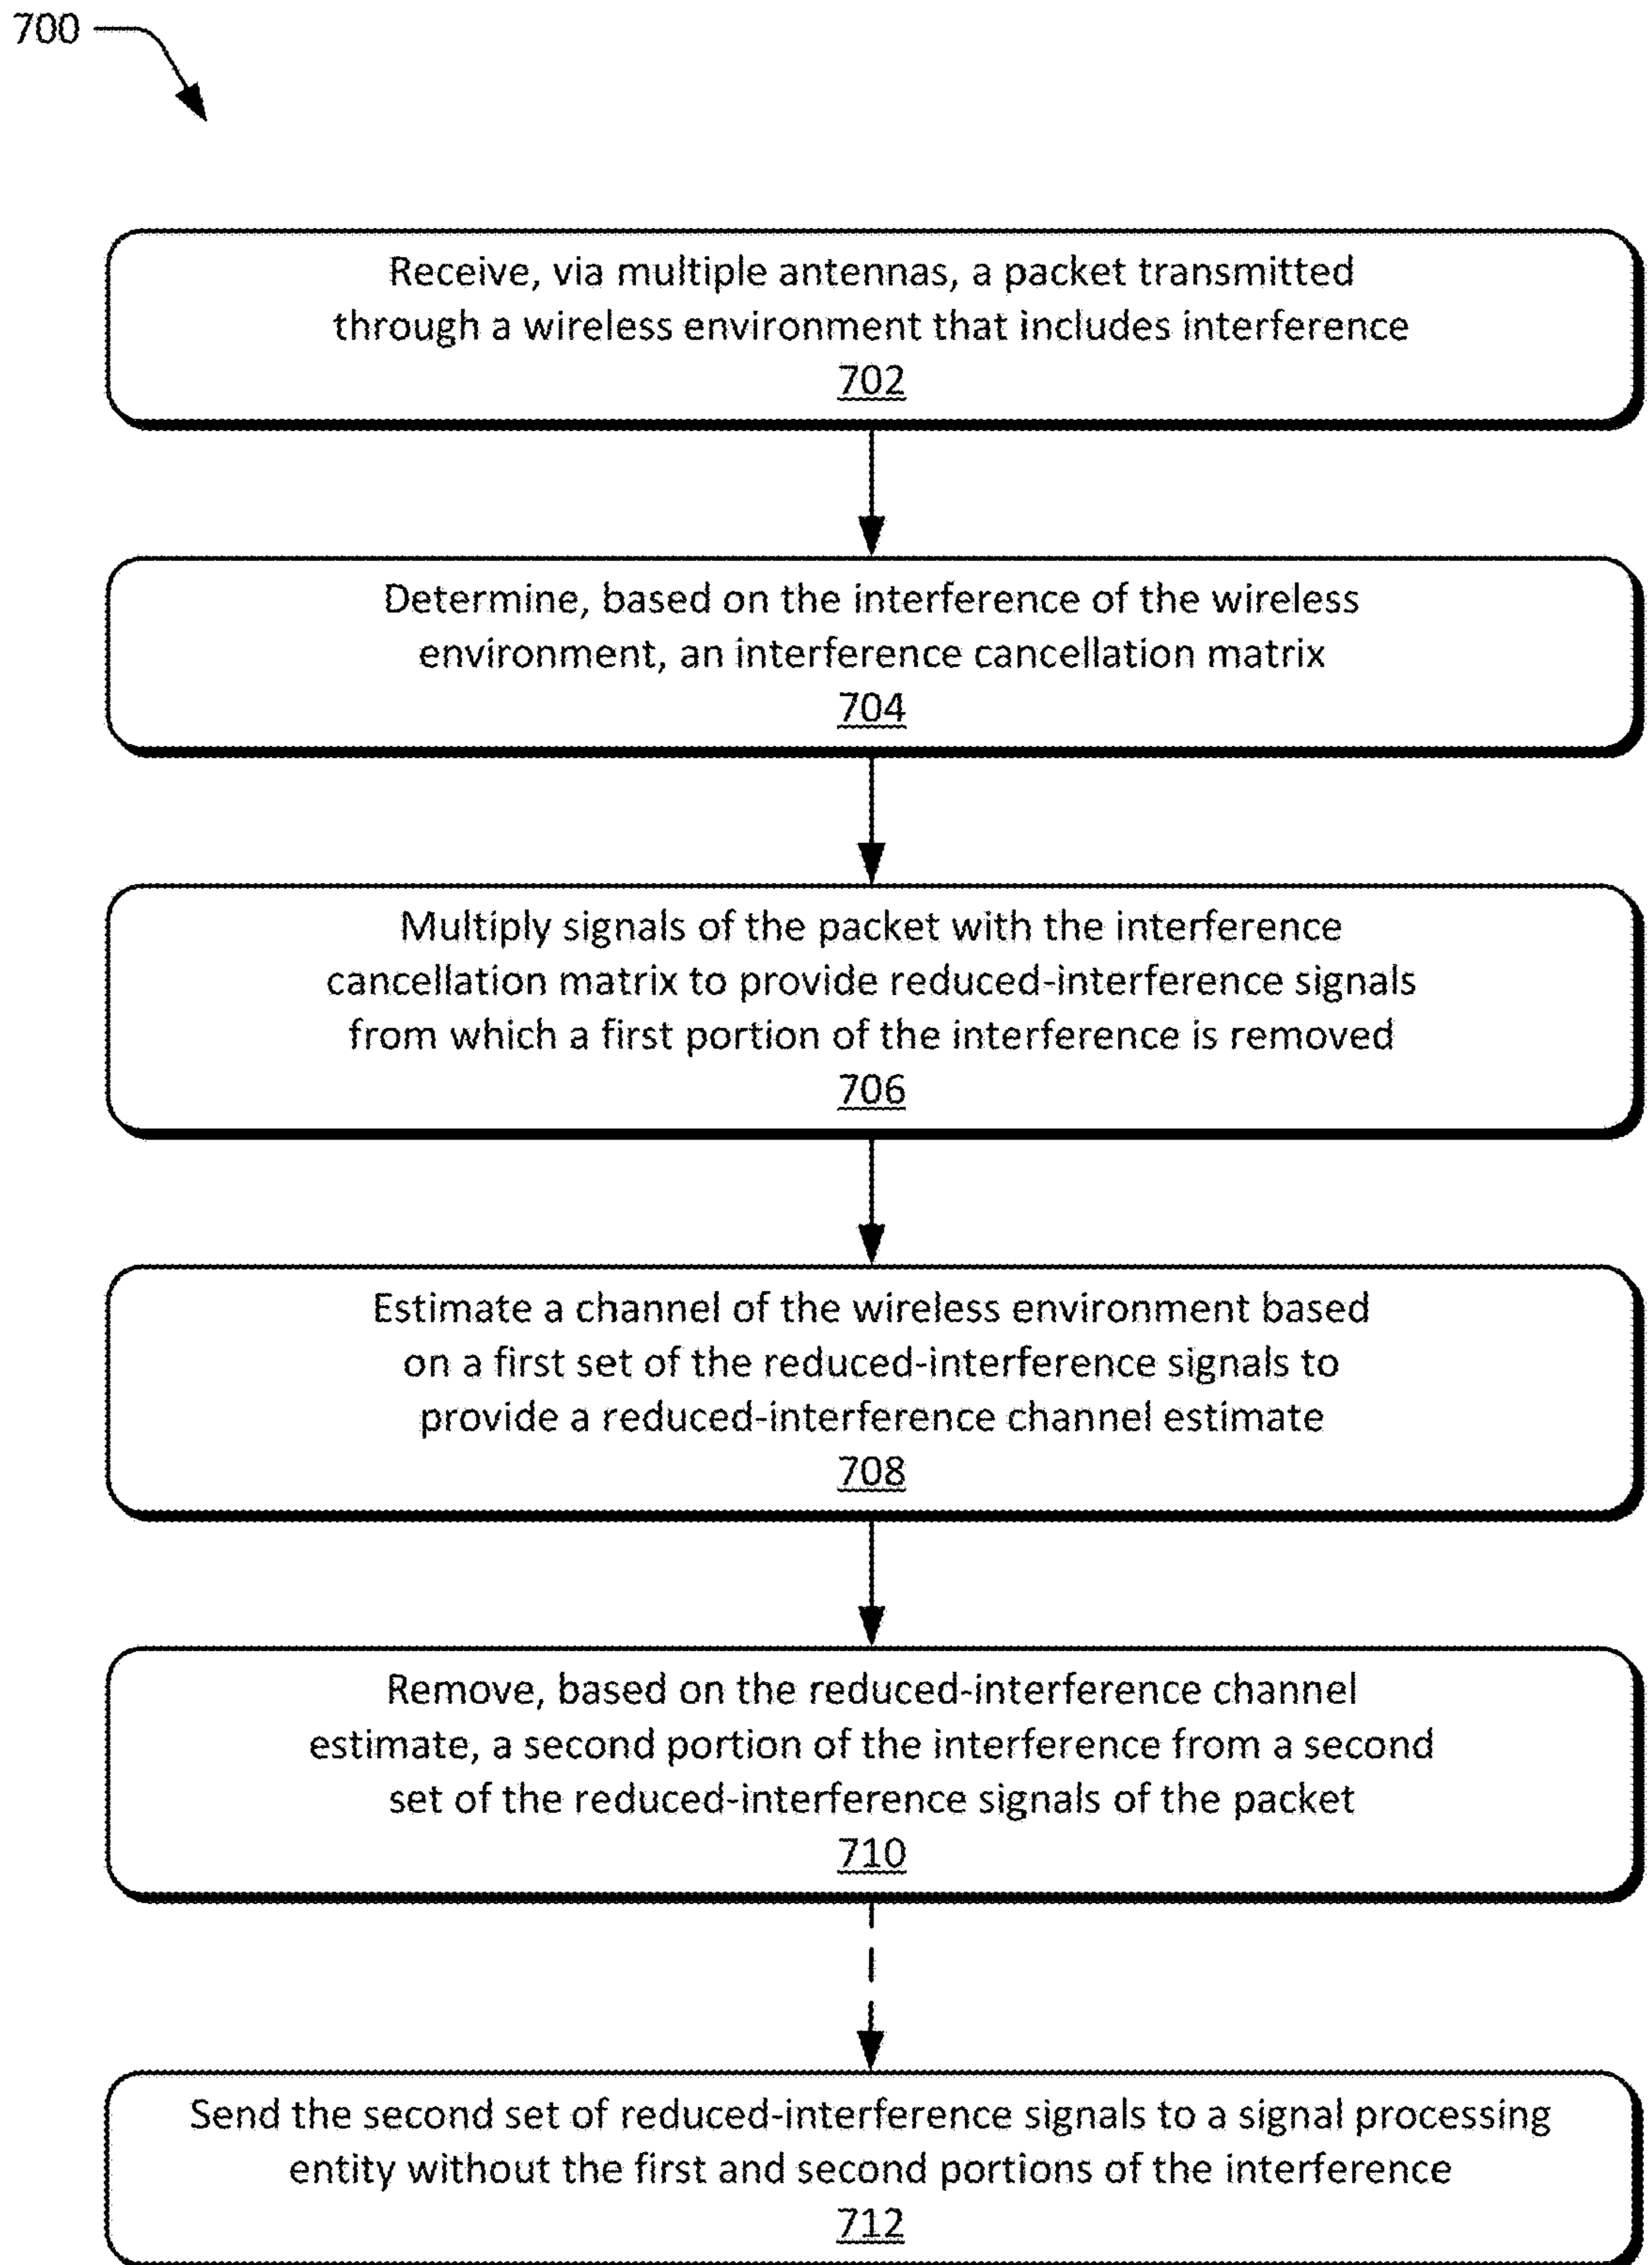 700
Receive, via multiple antennas, a packet transmitted
through a wireless environment that includes interference
702
Determine, based on the interference of the wireless
environment, an interference cancellation matrix
704
Multiply signals of the packet with the interference
cancellation matrix to provide reduced-interference signals
from which a first portion of the interference is removed
706
Estimate a channel of the wireless environment based
on a first set of the reduced-interference signals to
provide a reduced-interference channel estimate
708
Remove, based on the reduced-interference channel
estimate, a second portion of the interference from a second
set of the reduced-interference signals of the packet
710
Send the second set of reduced-interference signals to a signal processing
entity without the first and second portions of the interference
712